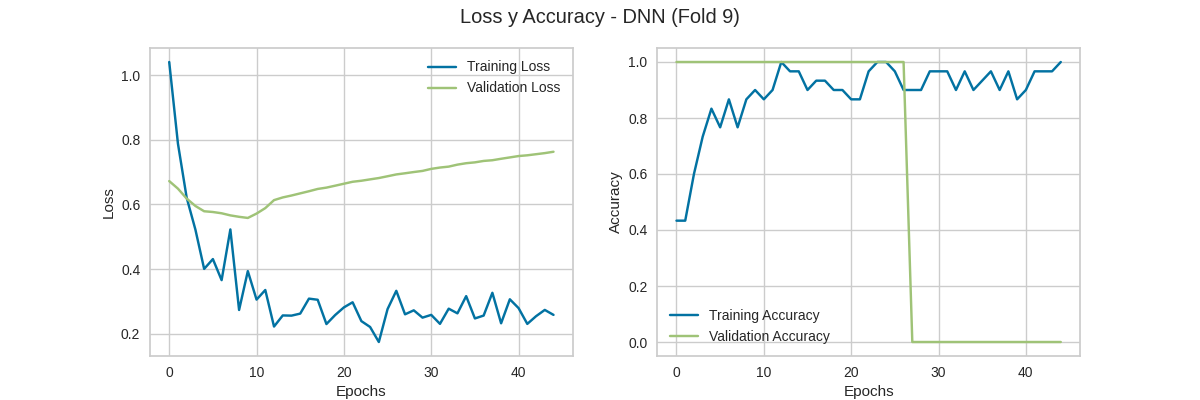 Loss y Accuracy - DNN (Fold 9)
Training Loss
Validation Loss
1.0
0.8
0.6
0.4
0.2
Loss
0 10 20 30 40
Epochs
1.0
0.8
0.6
0.4
0.2
0.0
Accuracy
Training Accuracy
Validation Accuracy
0 10 20 30 40
Epochs